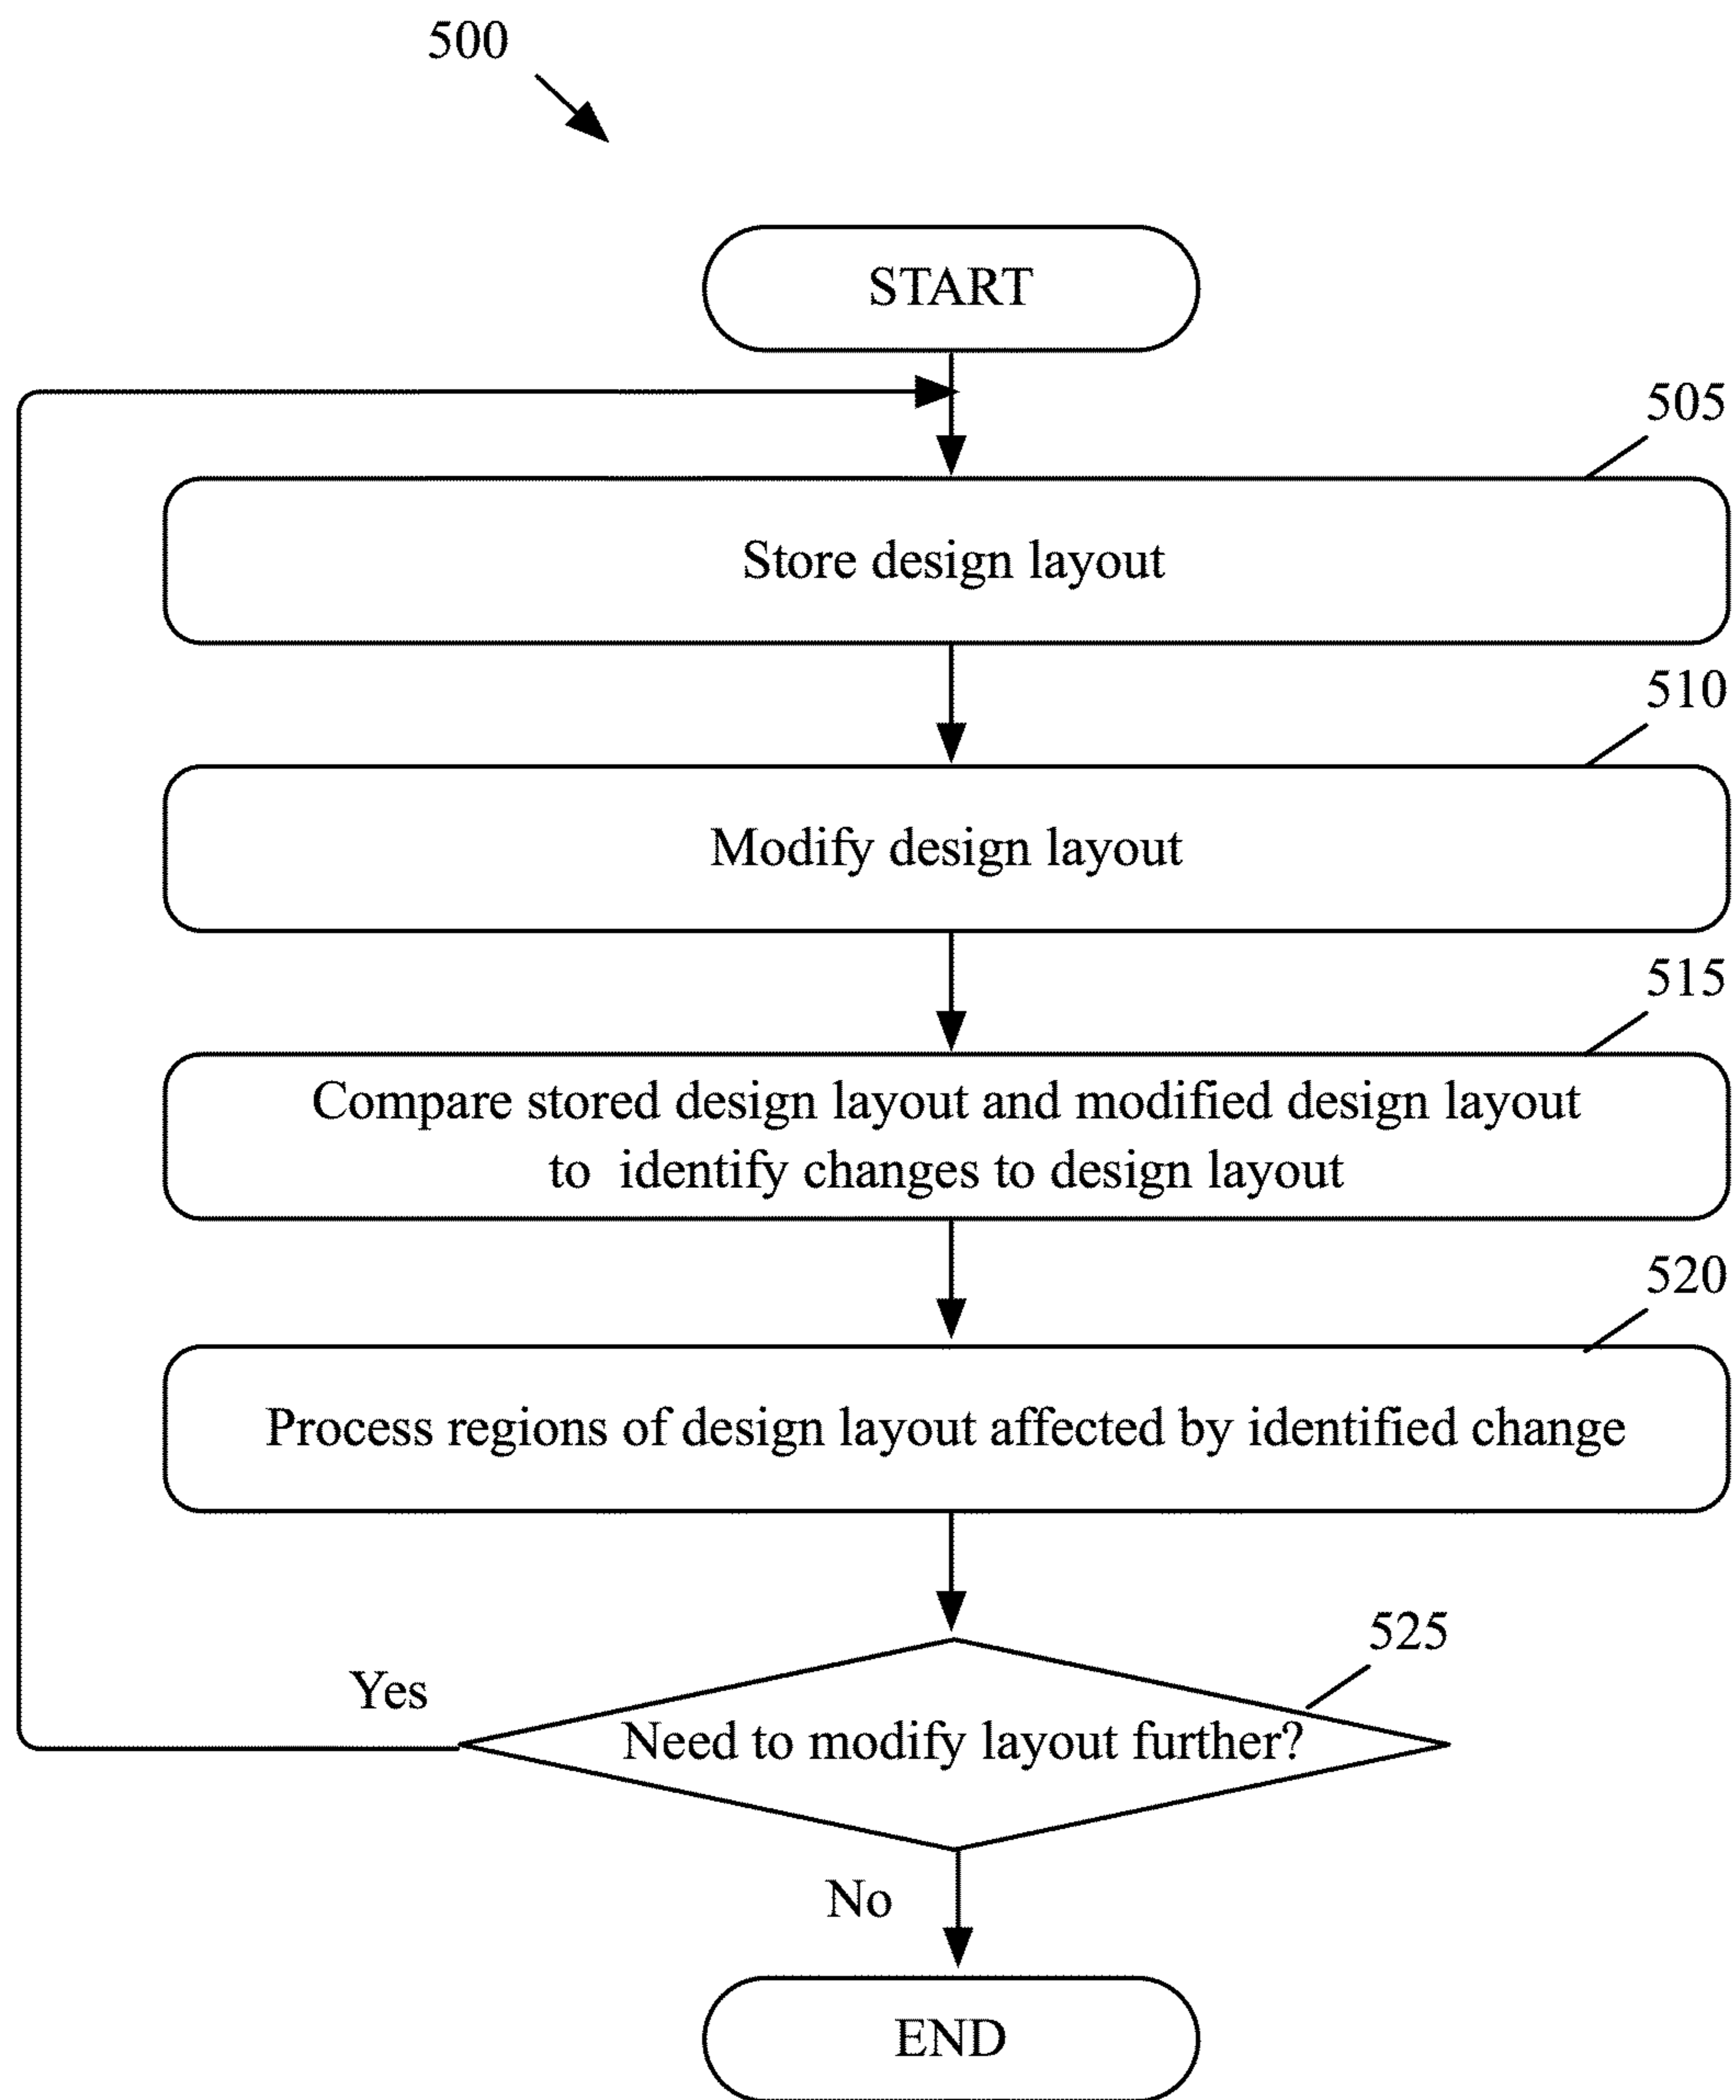 500
START
505
Store design layout
510
Modify design layout
515
Compare stored design layout and modified design layout
to identify changes to design layout
520
Process regions of design layout affected by identified change
525
Yes
Need to modify layout further?
No
END